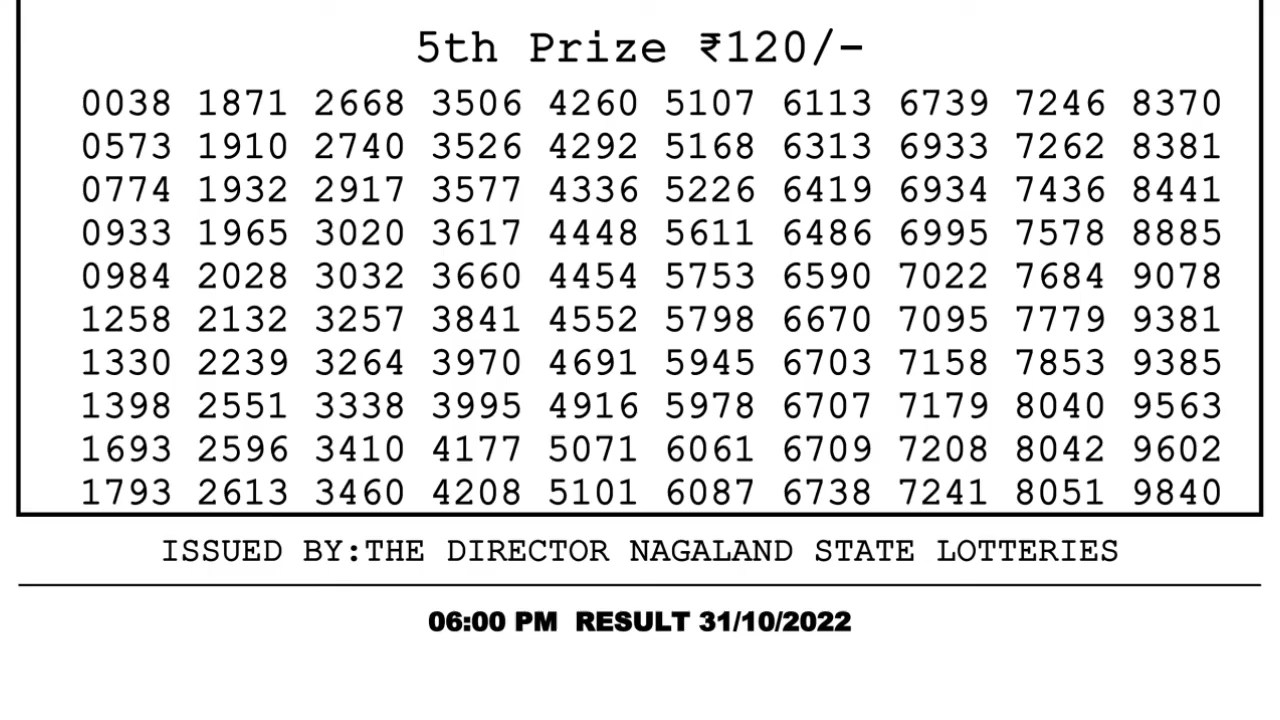 5th Prize ₹120/-
0038 1871 2668 3506 4260 5107 6113 6739 7246 8370
0573 1910 2740 3526 4292 5168 6313 6933 7262 8381
0774 1932 2917 3577 4336 5226 6419 6934 7436 8441
0933 1965 3020 3617 4448 5611 6486 6995 7578 8885
0984 2028 3032 3660 4454 5753 6590 7022 7684 9078
1258 2132 3257 3841 4552 5798 6670 7095 7779 9381
1330 2239 3264 3970 4691 5945 6703 7158 7853 9385
1398 2551 3338 3995 4916 5978 6707 7179 8040 9563
1693 2596 3410 4177 5071 6061 6709 7208 8042 9602
1793 2613 3460 4208 5101 6087 6738 7241 8051 9840
ISSUED BY:THE DIRECTOR NAGALAND STATE LOTTERIES
06:00 PM RESULT 31/10/2022